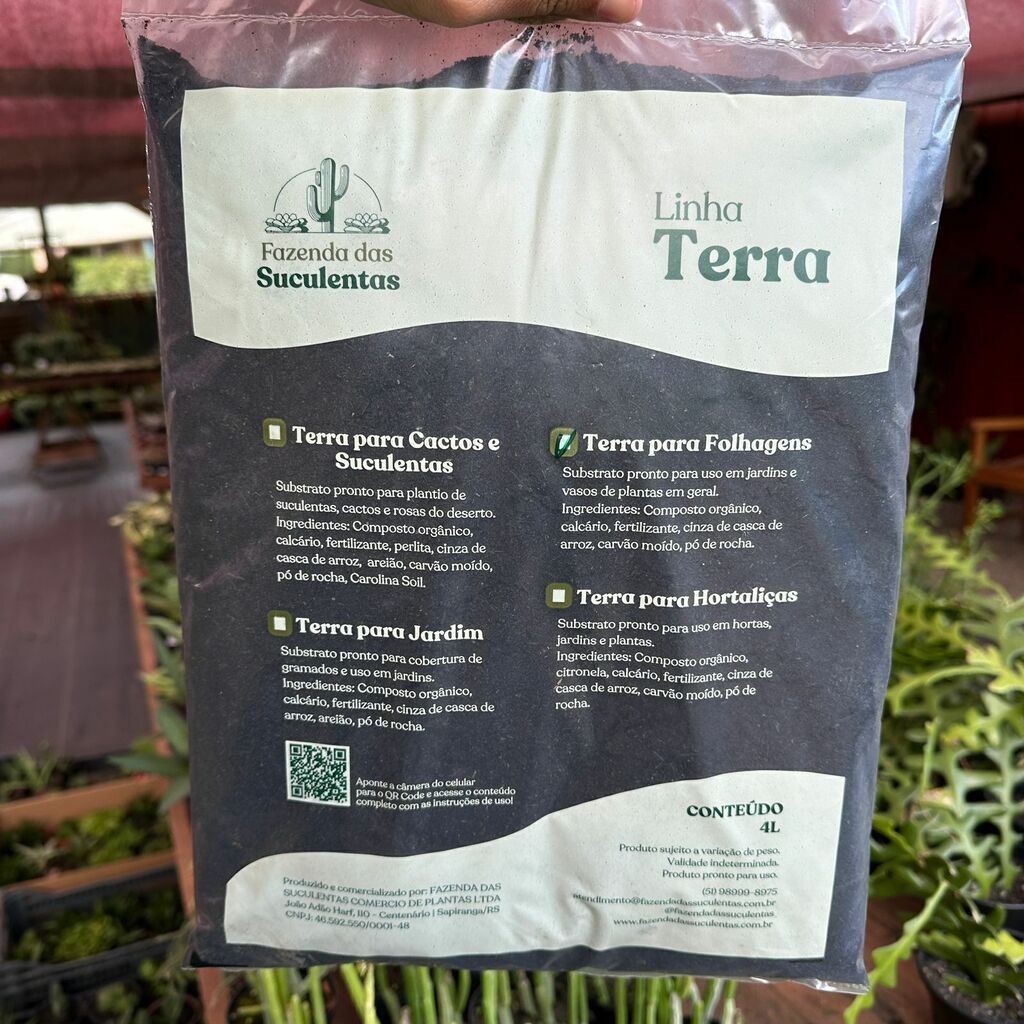 Fazenda das
Suculentas
Linha
Terra
Terra para Cactos e
Suculentas
Substrato pronto para plantio de
suculentas, cactos e rosas do deserto.
Ingredientes: Composto orgânico,
calcário, fertilizante, perlita, cinza de
casca de arroz, areião, carvão moído,
pó de rocha, Carolina Soil.
Terra para Folhagens
Substrato pronto para uso em jardins e
vasos de plantas em geral.
Ingredientes: Composto orgânico,
calcário, fertilizante, cinza de casca de
arroz, carvão moído, pó de rocha.
Terra para Jardim
Substrato pronto para cobertura de
gramados e uso em jardins.
Ingredientes: Composto orgânico,
calcário, fertilizante, cinza de casca de
arroz, areião, pó de rocha.
Terra para Hortaliças
Substrato pronto para uso em hortas,
jardins e plantas.
Ingredientes: Composto orgânico,
citronela, calcário, fertilizante, cinza de
casca de arroz, carvão moído, pó de
rocha.
Aponte a câmera do celular
para o QR Code e acesse o conteúdo
completo com as instruções de uso!
Produzido e comercializado por: FAZENDA DAS
SUCULENTAS COMERCIO DE PLANTAS LTDA
João Adão Harf, 110 - Centenário | Sapiranga/RS
CNPJ: 46.592.550/0001-48
CONTEÚDO
4L
Produto sujeito a variação de peso.
Validade indeterminada.
Produto pronto para uso.
(51) 98999-8975
atendimento@fazendadassuculentas.com.br
@fazendadassuculentas
www.fazendadassuculentas.com.br